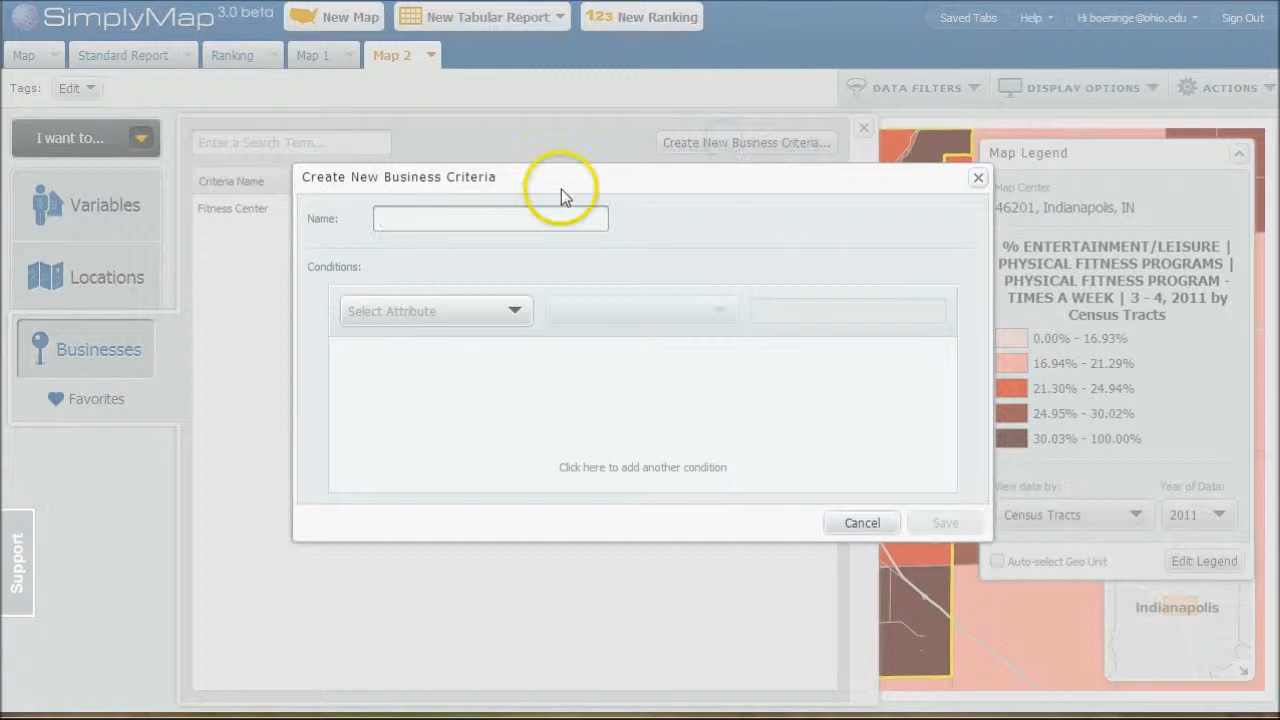 SimplyMap 3.0 beta
New Map
New Tabular Report
123 New Ranking
Saved Tabs
Help
Hi boeninge@ohio.edu
Sign Out
Map
Standard Report
Ranking
Map 1
Map 2
Tags:
Edit
DATA FILTERS
DISPLAY OPTIONS
ACTIONS
I want to...
Variables
Locations
Businesses
Favorites
Support
Enter a Search Term...
Create New Business Criteria...
Criteria Name
Fitness Center
Create New Business Criteria
Name:
Conditions:
Select Attribute
Click here to add another condition
Cancel
Save
Map Legend
Map Center
46201, Indianapolis, IN
% ENTERTAINMENT/LEISURE |
PHYSICAL FITNESS PROGRAMS |
PHYSICAL FITNESS PROGRAM -
TIMES A WEEK | 3 - 4, 2011 by
Census Tracts
0.00% - 16.93%
16.94% - 21.29%
21.30% - 24.94%
24.95% - 30.02%
30.03% - 100.00%
View data by:
Year of Data:
Census Tracts
2011
Auto-select Geo Unit
Edit Legend
Indianapolis